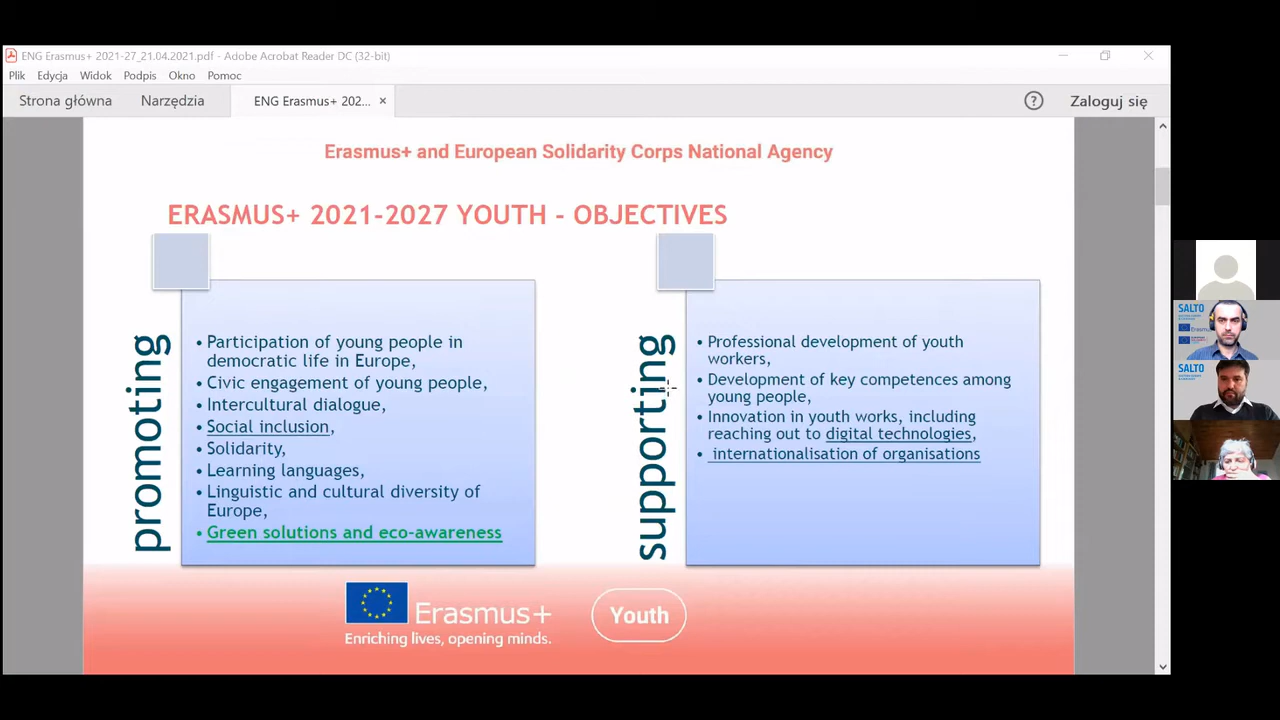 ENG Erasmus+ 2021-27_21.04.2021.pdf - Adobe Acrobat Reader DC (32-bit)
Plik Edycja Widok Podpis Okno Pomoc
Strona główna Narzędzia ENG Erasmus+ 202... × ? Zaloguj się
Erasmus+ and European Solidarity Corps National Agency
ERASMUS+ 2021-2027 YOUTH - OBJECTIVES
promoting
• Participation of young people in
democratic life in Europe,
• Civic engagement of young people,
• Intercultural dialogue,
• Social inclusion,
• Solidarity,
• Learning languages,
• Linguistic and cultural diversity of
Europe,
• Green solutions and eco-awareness
supporting
• Professional development of youth
workers,
• Development of key competences among
young people,
• Innovation in youth works, including
reaching out to digital technologies,
• internationalisation of organisations
Erasmus+
Enriching lives, opening minds.
Youth
SALTO
Erasmus
SALTO